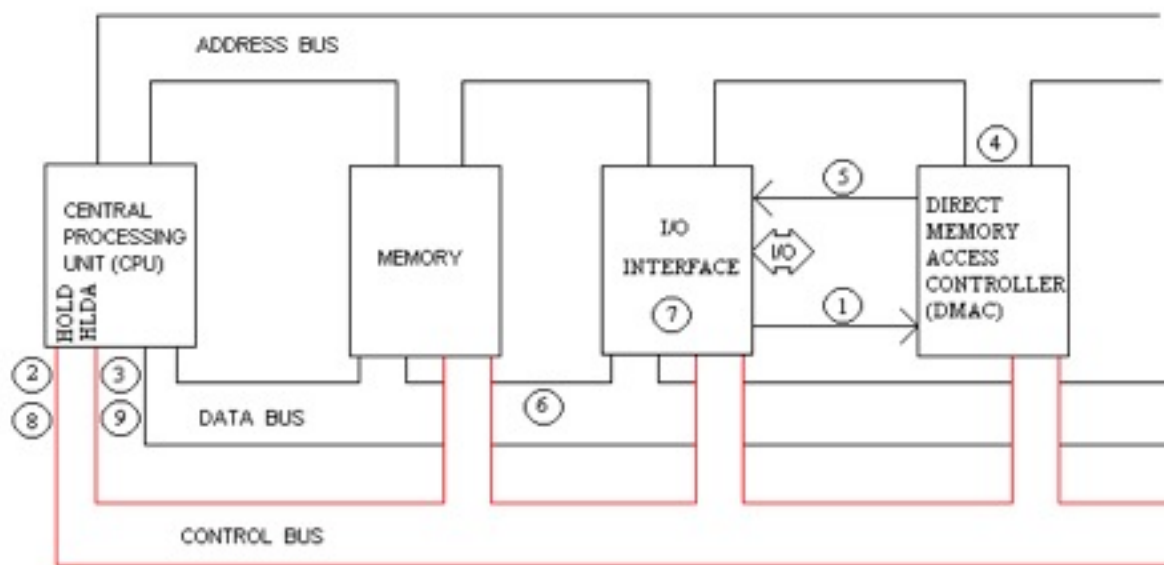 ADDRESS BUS
4
5
1
CENTRAL
PROCESSING
UNIT (CPU)
HOLD
HLDA
MEMORY
I/O
INTERFACE
7
I/O
DIRECT
MEMORY
ACCESS
CONTROLLER
(DMAC)
2
3
8
9
6
DATA BUS
CONTROL BUS